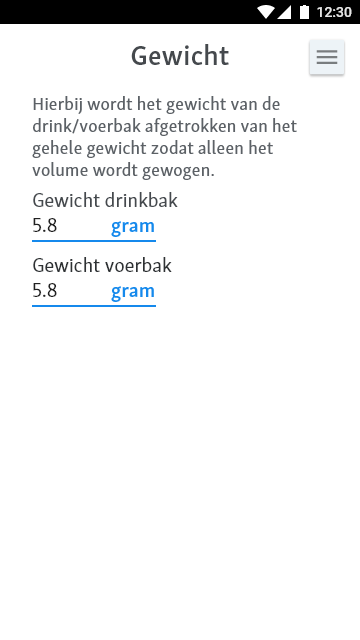 12:30
Gewicht
Hierbij wordt het gewicht van de
drink/voerbak afgetrokken van het
gehele gewicht zodat alleen het
volume wordt gewogen.
Gewicht drinkbak
5.8 gram
Gewicht voerbak
5.8 gram